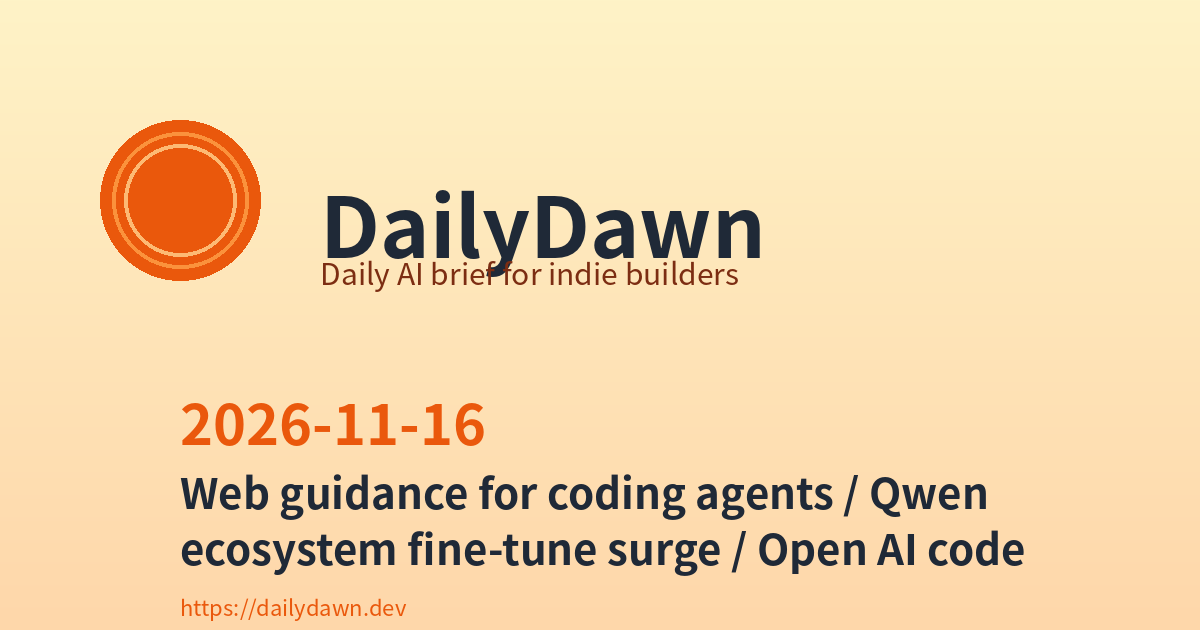 DailyDawn
Daily AI brief for indie builders
2026-11-16
Web guidance for coding agents / Qwen
ecosystem fine-tune surge / Open AI code
https://dailydawn.dev